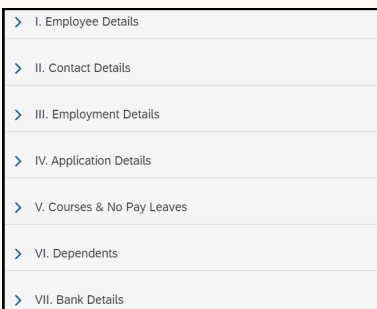 I. Employee Details
II. Contact Details
III. Employment Details
IV. Application Details
V. Courses & No Pay Leaves
VI. Dependents
VII. Bank Details